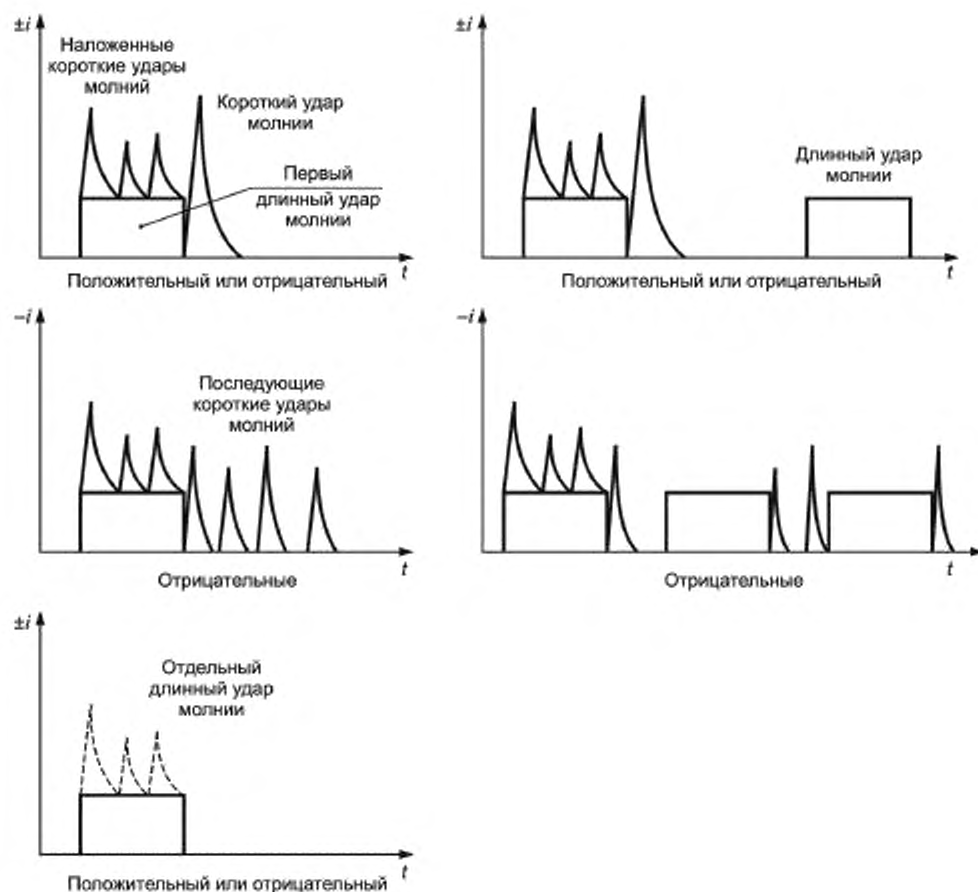 ±i
Наложенные
короткие удары
молний
Короткий удар
молнии
Первый
длинный удар
молнии
t
Положительный или отрицательный
±i
Длинный удар
молнии
t
Положительный или отрицательный
–i
Последующие
короткие удары
молний
t
Отрицательные
–i
t
Отрицательные
±i
Отдельный
длинный удар
молнии
t
Положительный или отрицательный